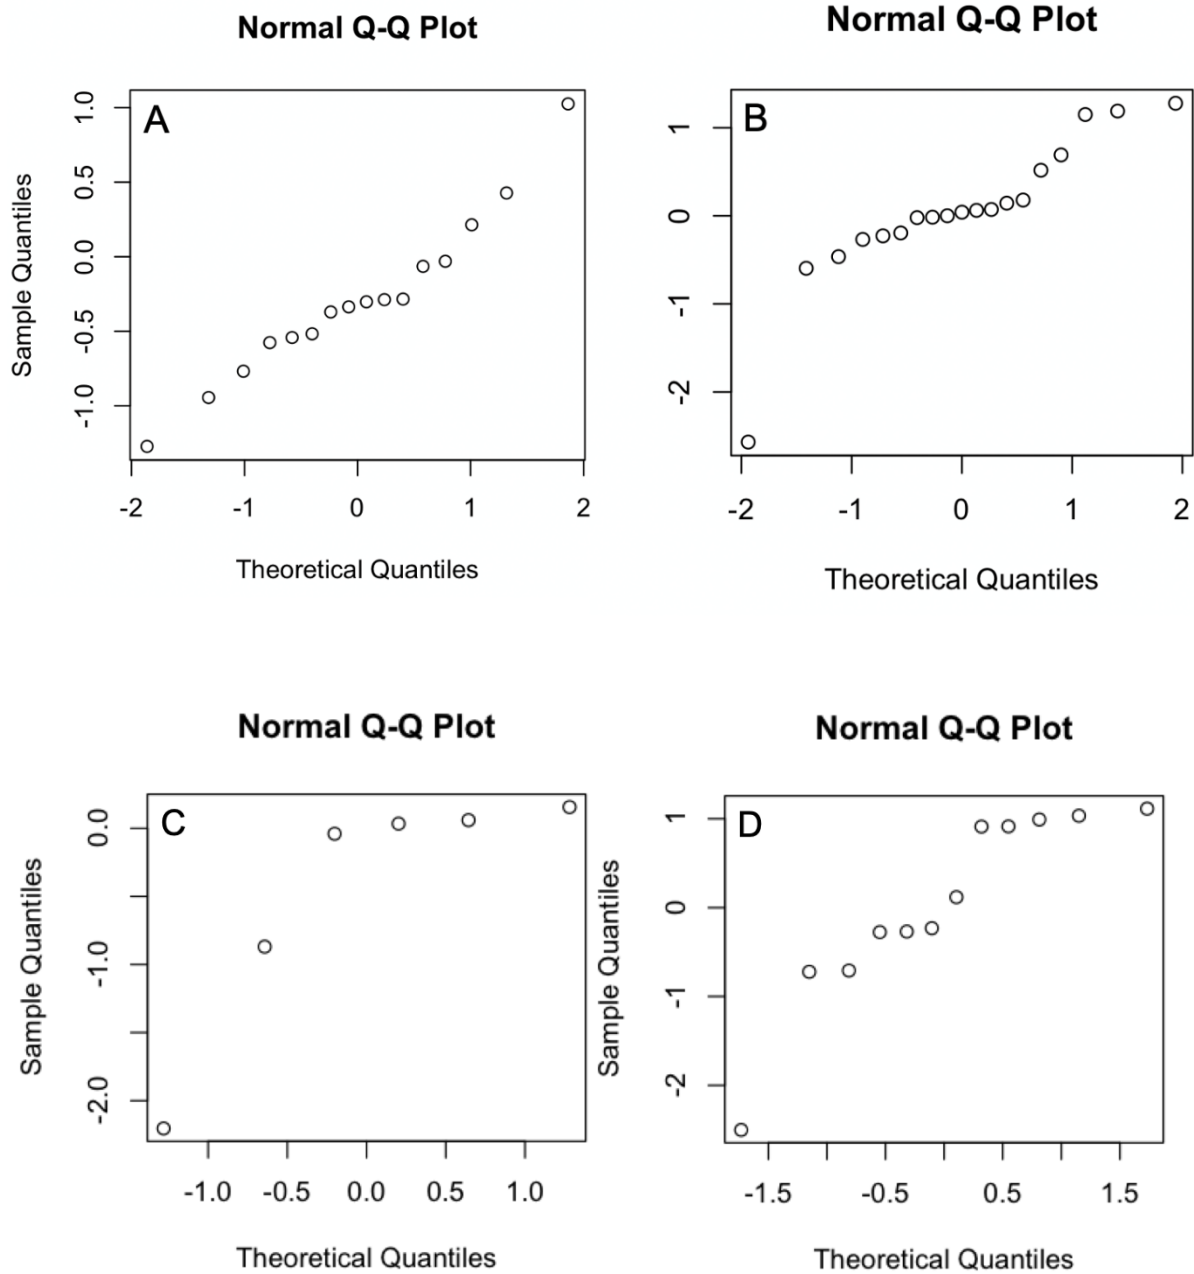 Normal Q-Q Plot
A
Sample Quantiles
1.0
0.5
0.0
-0.5
-1.0
-2 -1 0 1 2
Theoretical Quantiles
Normal Q-Q Plot
B
1
0
-1
-2
-2 -1 0 1 2
Theoretical Quantiles
Normal Q-Q Plot
C
Sample Quantiles
0.0
-1.0
-2.0
-1.0 -0.5 0.0 0.5 1.0
Theoretical Quantiles
Normal Q-Q Plot
D
Sample Quantiles
1
0
-1
-2
-1.5 -0.5 0.5 1.5
Theoretical Quantiles